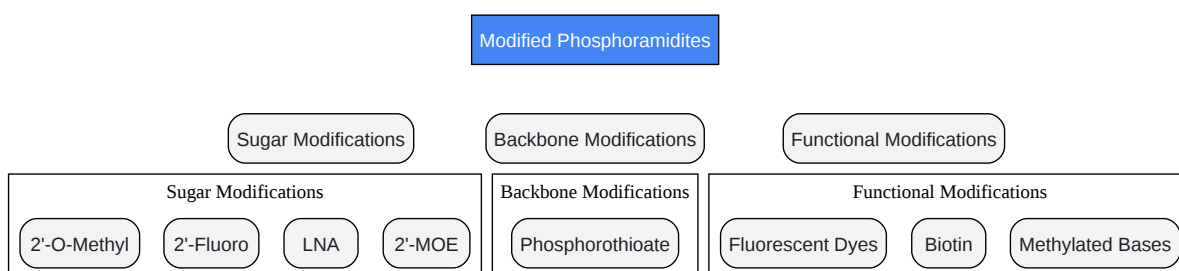 Modified Phosphoramidites
Sugar Modifications
Backbone Modifications
Functional Modifications
Sugar Modifications
Backbone Modifications
Functional Modifications
2'-O-Methyl
2'-Fluoro
LNA
2'-MOE
Phosphorothioate
Fluorescent Dyes
Biotin
Methylated Bases